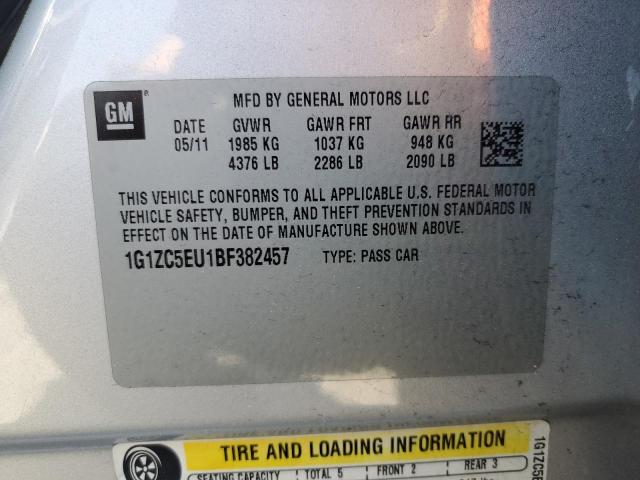 GM
MFD BY GENERAL MOTORS LLC
DATE GVWR GAWR FRT GAWR RR
05/11 1985 KG 1037 KG 948 KG
4376 LB 2286 LB 2090 LB
THIS VEHICLE CONFORMS TO ALL APPLICABLE U.S. FEDERAL MOTOR
VEHICLE SAFETY, BUMPER, AND THEFT PREVENTION STANDARDS IN
EFFECT ON THE DATE OF MANUFACTURE SHOWN ABOVE.
1G1ZC5EU1BF382457 TYPE: PASS CAR
TIRE AND LOADING INFORMATION
SEATING CAPACITY TOTAL 5 FRONT 2 REAR 3